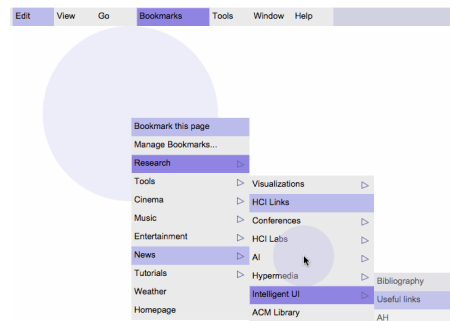 Edit View Go Bookmarks Tools Window Help
Bookmark this page
Manage Bookmarks...
Research
Tools
Cinema
Music
Entertainment
News
Tutorials
Weather
Homepage
Visualizations
HCI Links
Conferences
HCI Labs
AI
Hypermedia
Intelligent UI
ACM Library
Bibliography
Useful links
AH